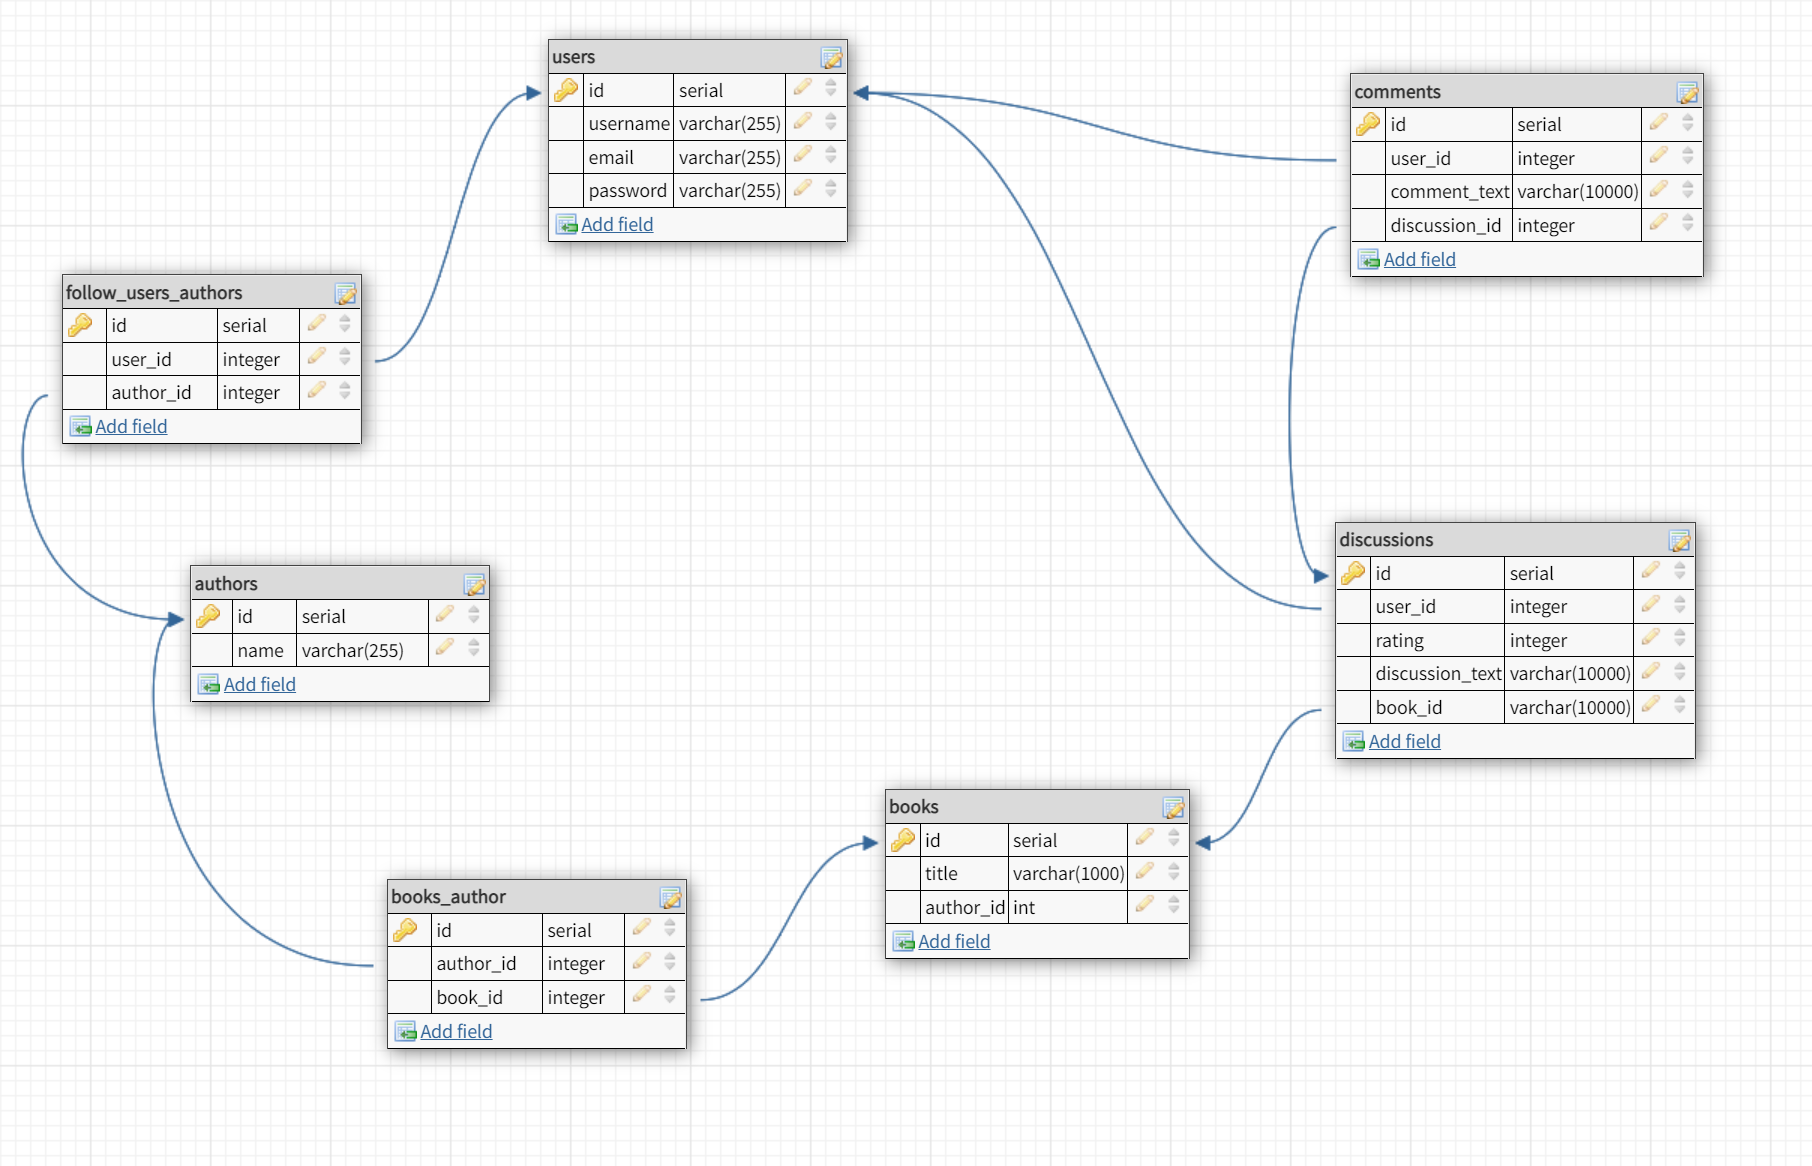 users
id serial
username varchar(255)
email varchar(255)
password varchar(255)
Add field
comments
id serial
user_id integer
comment_text varchar(10000)
discussion_id integer
Add field
follow_users_authors
id serial
user_id integer
author_id integer
Add field
authors
id serial
name varchar(255)
Add field
discussions
id serial
user_id integer
rating integer
discussion_text varchar(10000)
book_id varchar(10000)
Add field
books
id serial
title varchar(1000)
author_id int
Add field
books_author
id serial
author_id integer
book_id integer
Add field